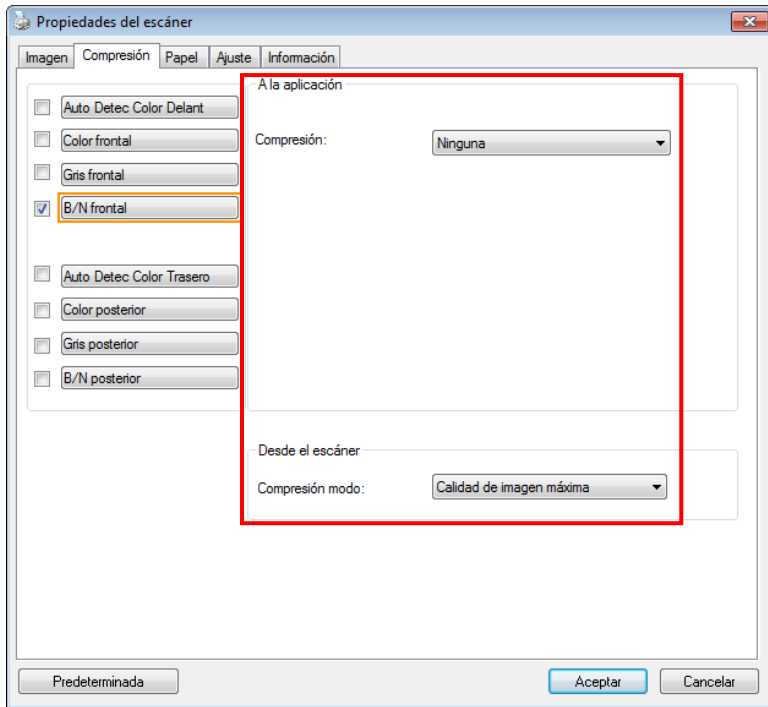 Propiedades del escáner
Imagen Compresión Papel Ajuste Información
Auto Detec Color Delant
Color frontal
Gris frontal
B/N frontal
Auto Detec Color Trasero
Color posterior
Gris posterior
B/N posterior
A la aplicación
Compresión: Ninguna
Desde el escáner
Compresión modo: Calidad de imagen máxima
Predeterminada Aceptar Cancelar